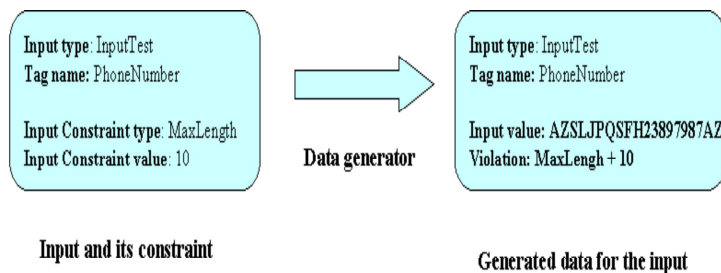 Input type: InputTest
Tag name: PhoneNumber
Input Constraint type: MaxLength
Input Constraint value: 10
Input and its constraint
Data generator
Input type: InputTest
Tag name: PhoneNumber
Input value: AZSLJPQSFH23897987AZ
Violation: MaxLengh + 10
Generated data for the input